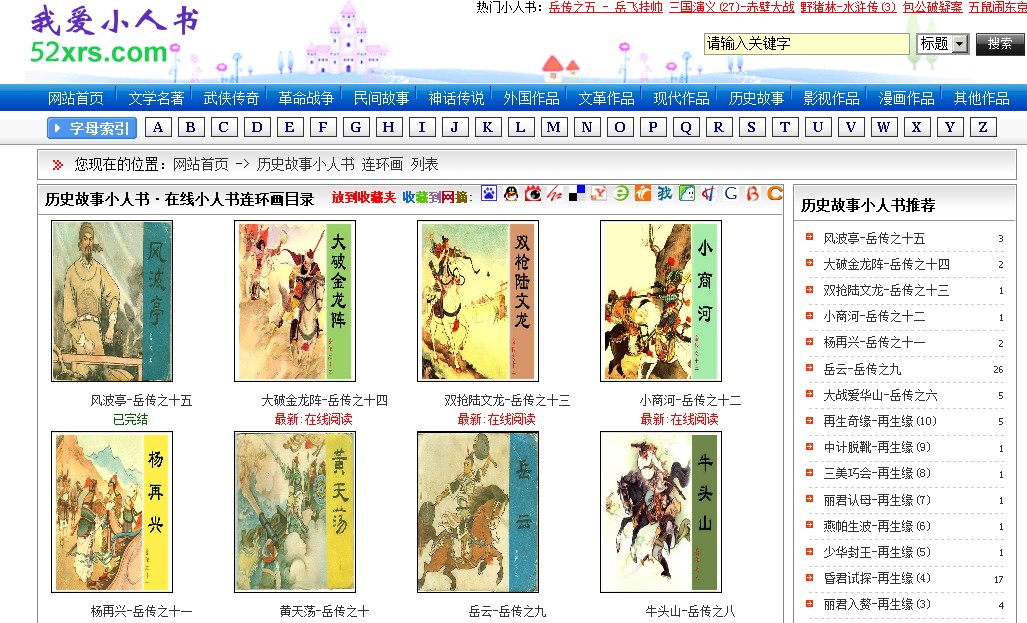 我爱小人书
52xrs.com
热门小人书: 岳传之五 - 岳飞挂帅 三国演义(27)-赤壁大战 野猪林-水浒传(3) 包公破疑案 五鼠闹东京
请输入关键字 标题 搜索
网站首页 文学名著 武侠传奇 革命战争 民间故事 神话传说 外国作品 文革作品 现代作品 历史故事 影视作品 漫画作品 其他作品
字母索引 A B C D E F G H I J K L M N O P Q R S T U V W X Y Z
您现在的位置: 网站首页 -> 历史故事小人书 连环画 列表
历史故事小人书·在线小人书连环画目录 放到收藏夹 收藏到网摘:
风波亭 大破金龙阵 双枪陆文龙 小商河
风波亭-岳传之十五 大破金龙阵-岳传之十四 双抢陆文龙-岳传之十三 小商河-岳传之十二
已完结 最新:在线阅读 最新:在线阅读 最新:在线阅读
杨再兴 黄天荡 岳云 牛头山
杨再兴-岳传之十一 黄天荡-岳传之十 岳云-岳传之九 牛头山-岳传之八
历史故事小人书推荐
风波亭-岳传之十五 3
大破金龙阵-岳传之十四 2
双抢陆文龙-岳传之十三 1
小商河-岳传之十二 1
杨再兴-岳传之十一 2
岳云-岳传之九 26
大战爱华山-岳传之六 5
再生奇缘-再生缘(10) 5
中计脱靴-再生缘(9) 1
三美巧会-再生缘(8) 1
丽君认母-再生缘(7) 1
燕帕生波-再生缘(6) 1
少华封王-再生缘(5) 1
昏君试探-再生缘(4) 17
丽君入赘-再生缘(3) 4